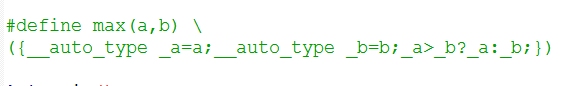 #define max(a,b) \
({__auto_type _a=a;__auto_type _b=b;_a>_b?_a:_b;})